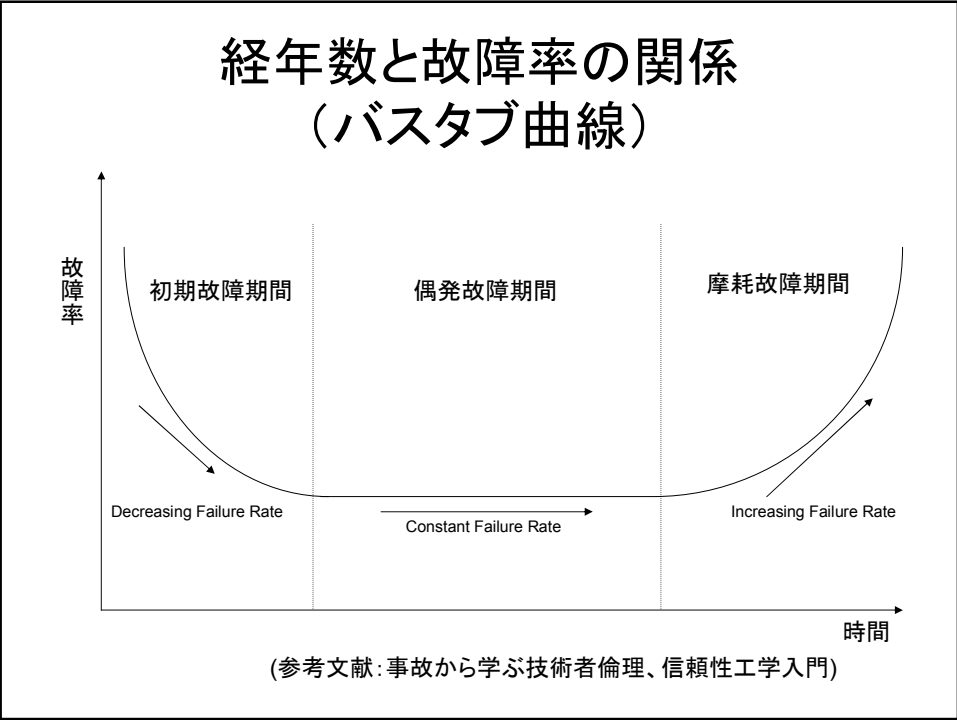 経年数と故障率の関係
（バスタブ曲線）
故障率
初期故障期間
偶発故障期間
摩耗故障期間
Decreasing Failure Rate
Constant Failure Rate
Increasing Failure Rate
時間
(参考文献：事故から学ぶ技術者倫理、信頼性工学入門)